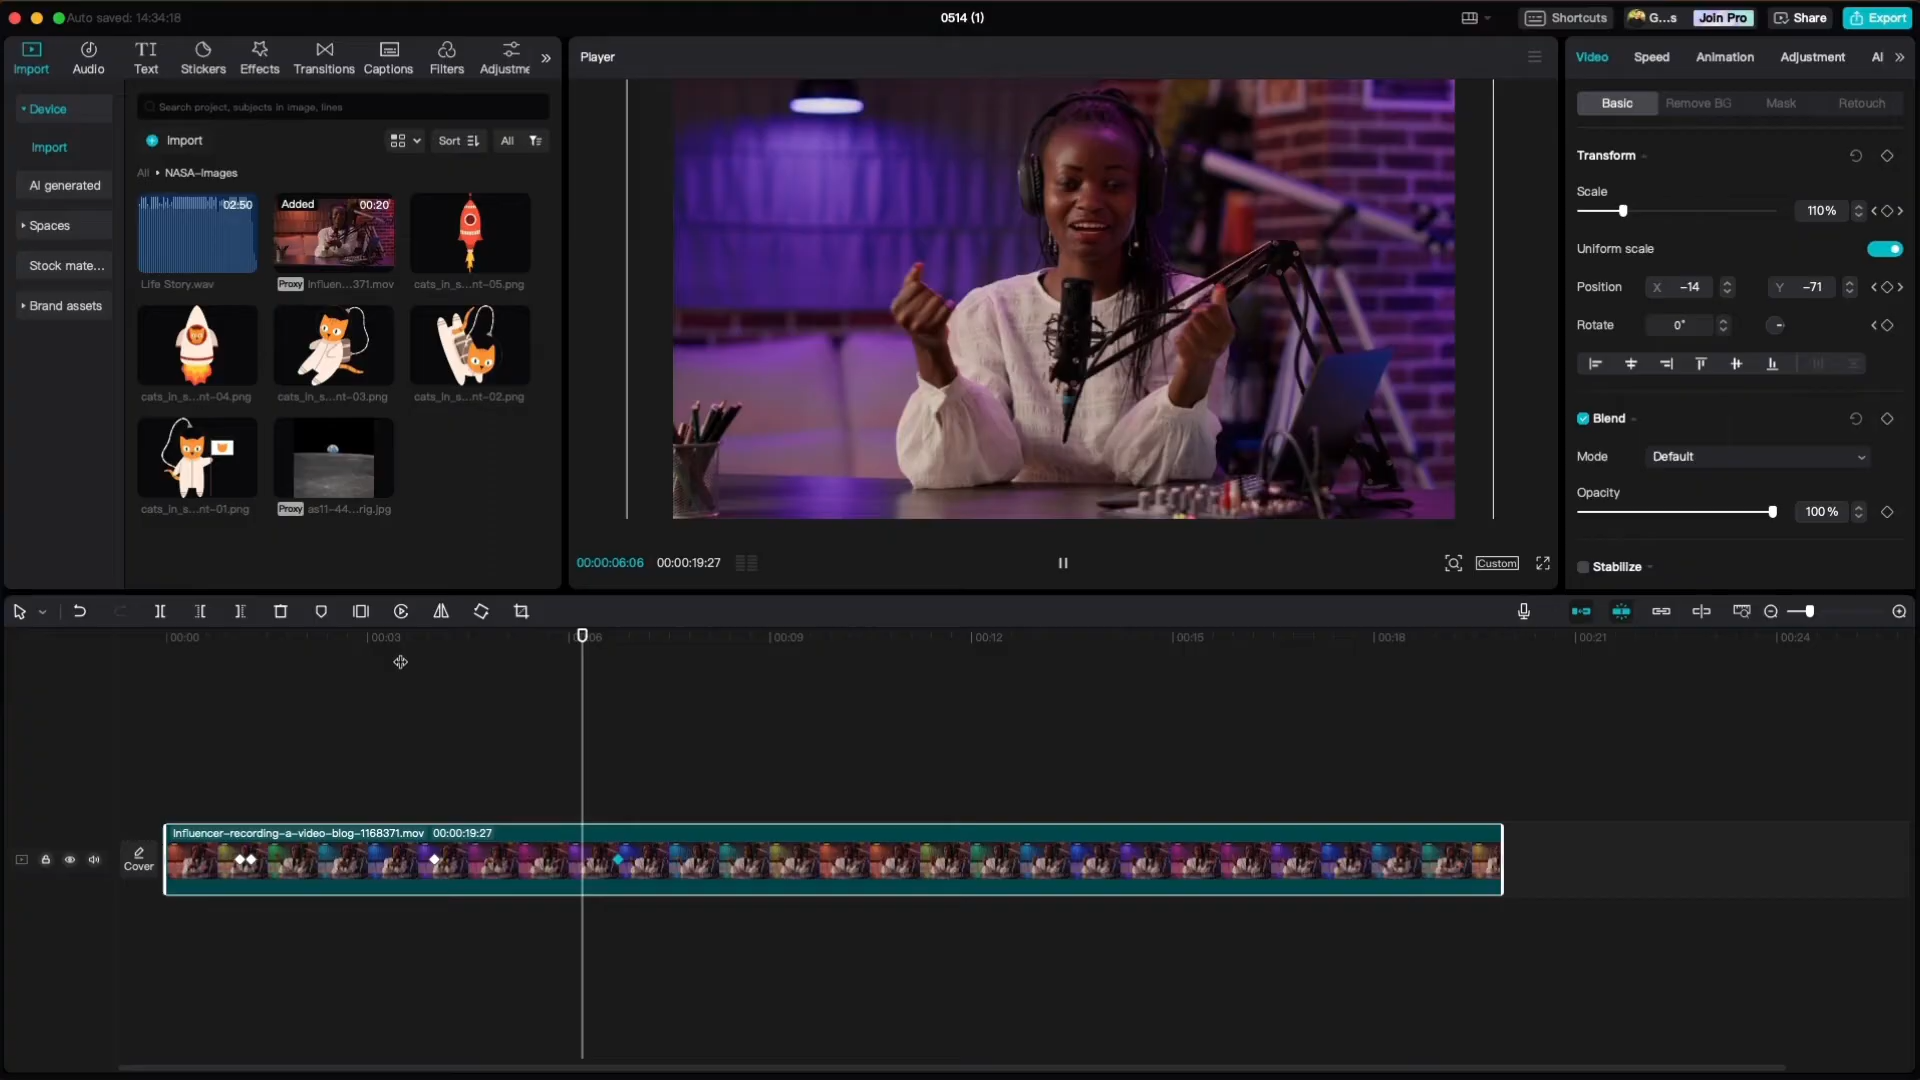 Auto saved: 14:34:18
0514 (1)
Shortcuts
G...s
Join Pro
Share
Export
Import
Audio
Text
Stickers
Effects
Transitions
Captions
Filters
Adjustme
Player
Video
Speed
Animation
Adjustment
AI
Device
Import
AI generated
Spaces
Stock mate...
Brand assets
Search project, subjects in image, lines
Import
Sort
All
All
NASA-Images
02:50
Life Story.wav
Added
00:20
Proxy
Influen...371.mov
cats_in_s...nt-05.png
cats_in_s...nt-04.png
cats_in_s...nt-03.png
cats_in_s...nt-02.png
cats_in_s...nt-01.png
Proxy
as11-44...rig.jpg
00:00:06:06
00:00:19:27
Custom
Basic
Remove BG
Mask
Retouch
Transform
Scale
110%
Uniform scale
Position
X -14
Y -71
Rotate
0°
Blend
Mode
Default
Opacity
100%
Stabilize
00:00
00:03
00:06
00:09
00:12
00:15
00:18
00:21
00:24
Cover
Influencer-recording-a-video-blog-1168371.mov 00:00:19:27